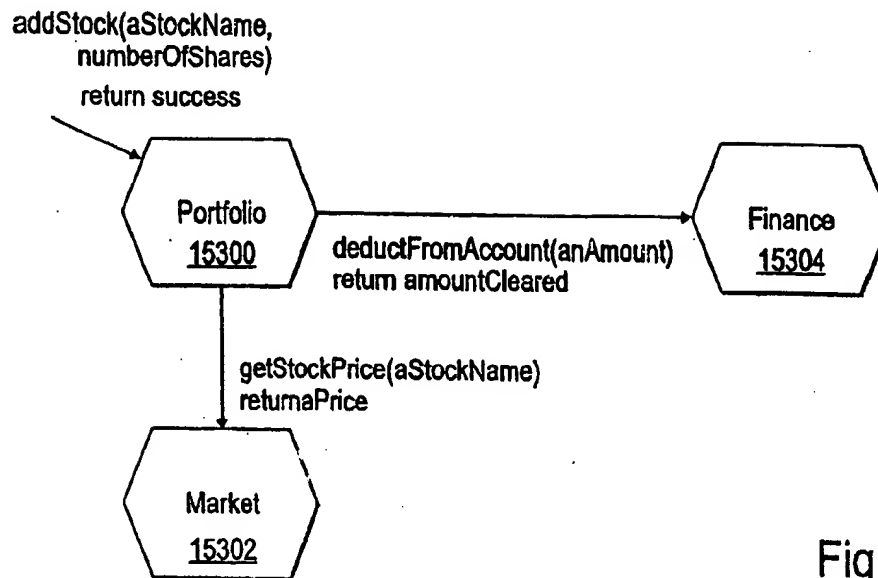 addStock(aStockName,
numberOfShares)
return success
Portfolio
15300
Finance
15304
deductFromAccount(anAmount)
return amountCleared
getStockPrice(aStockName)
returnaPrice
Market
15302
Fig